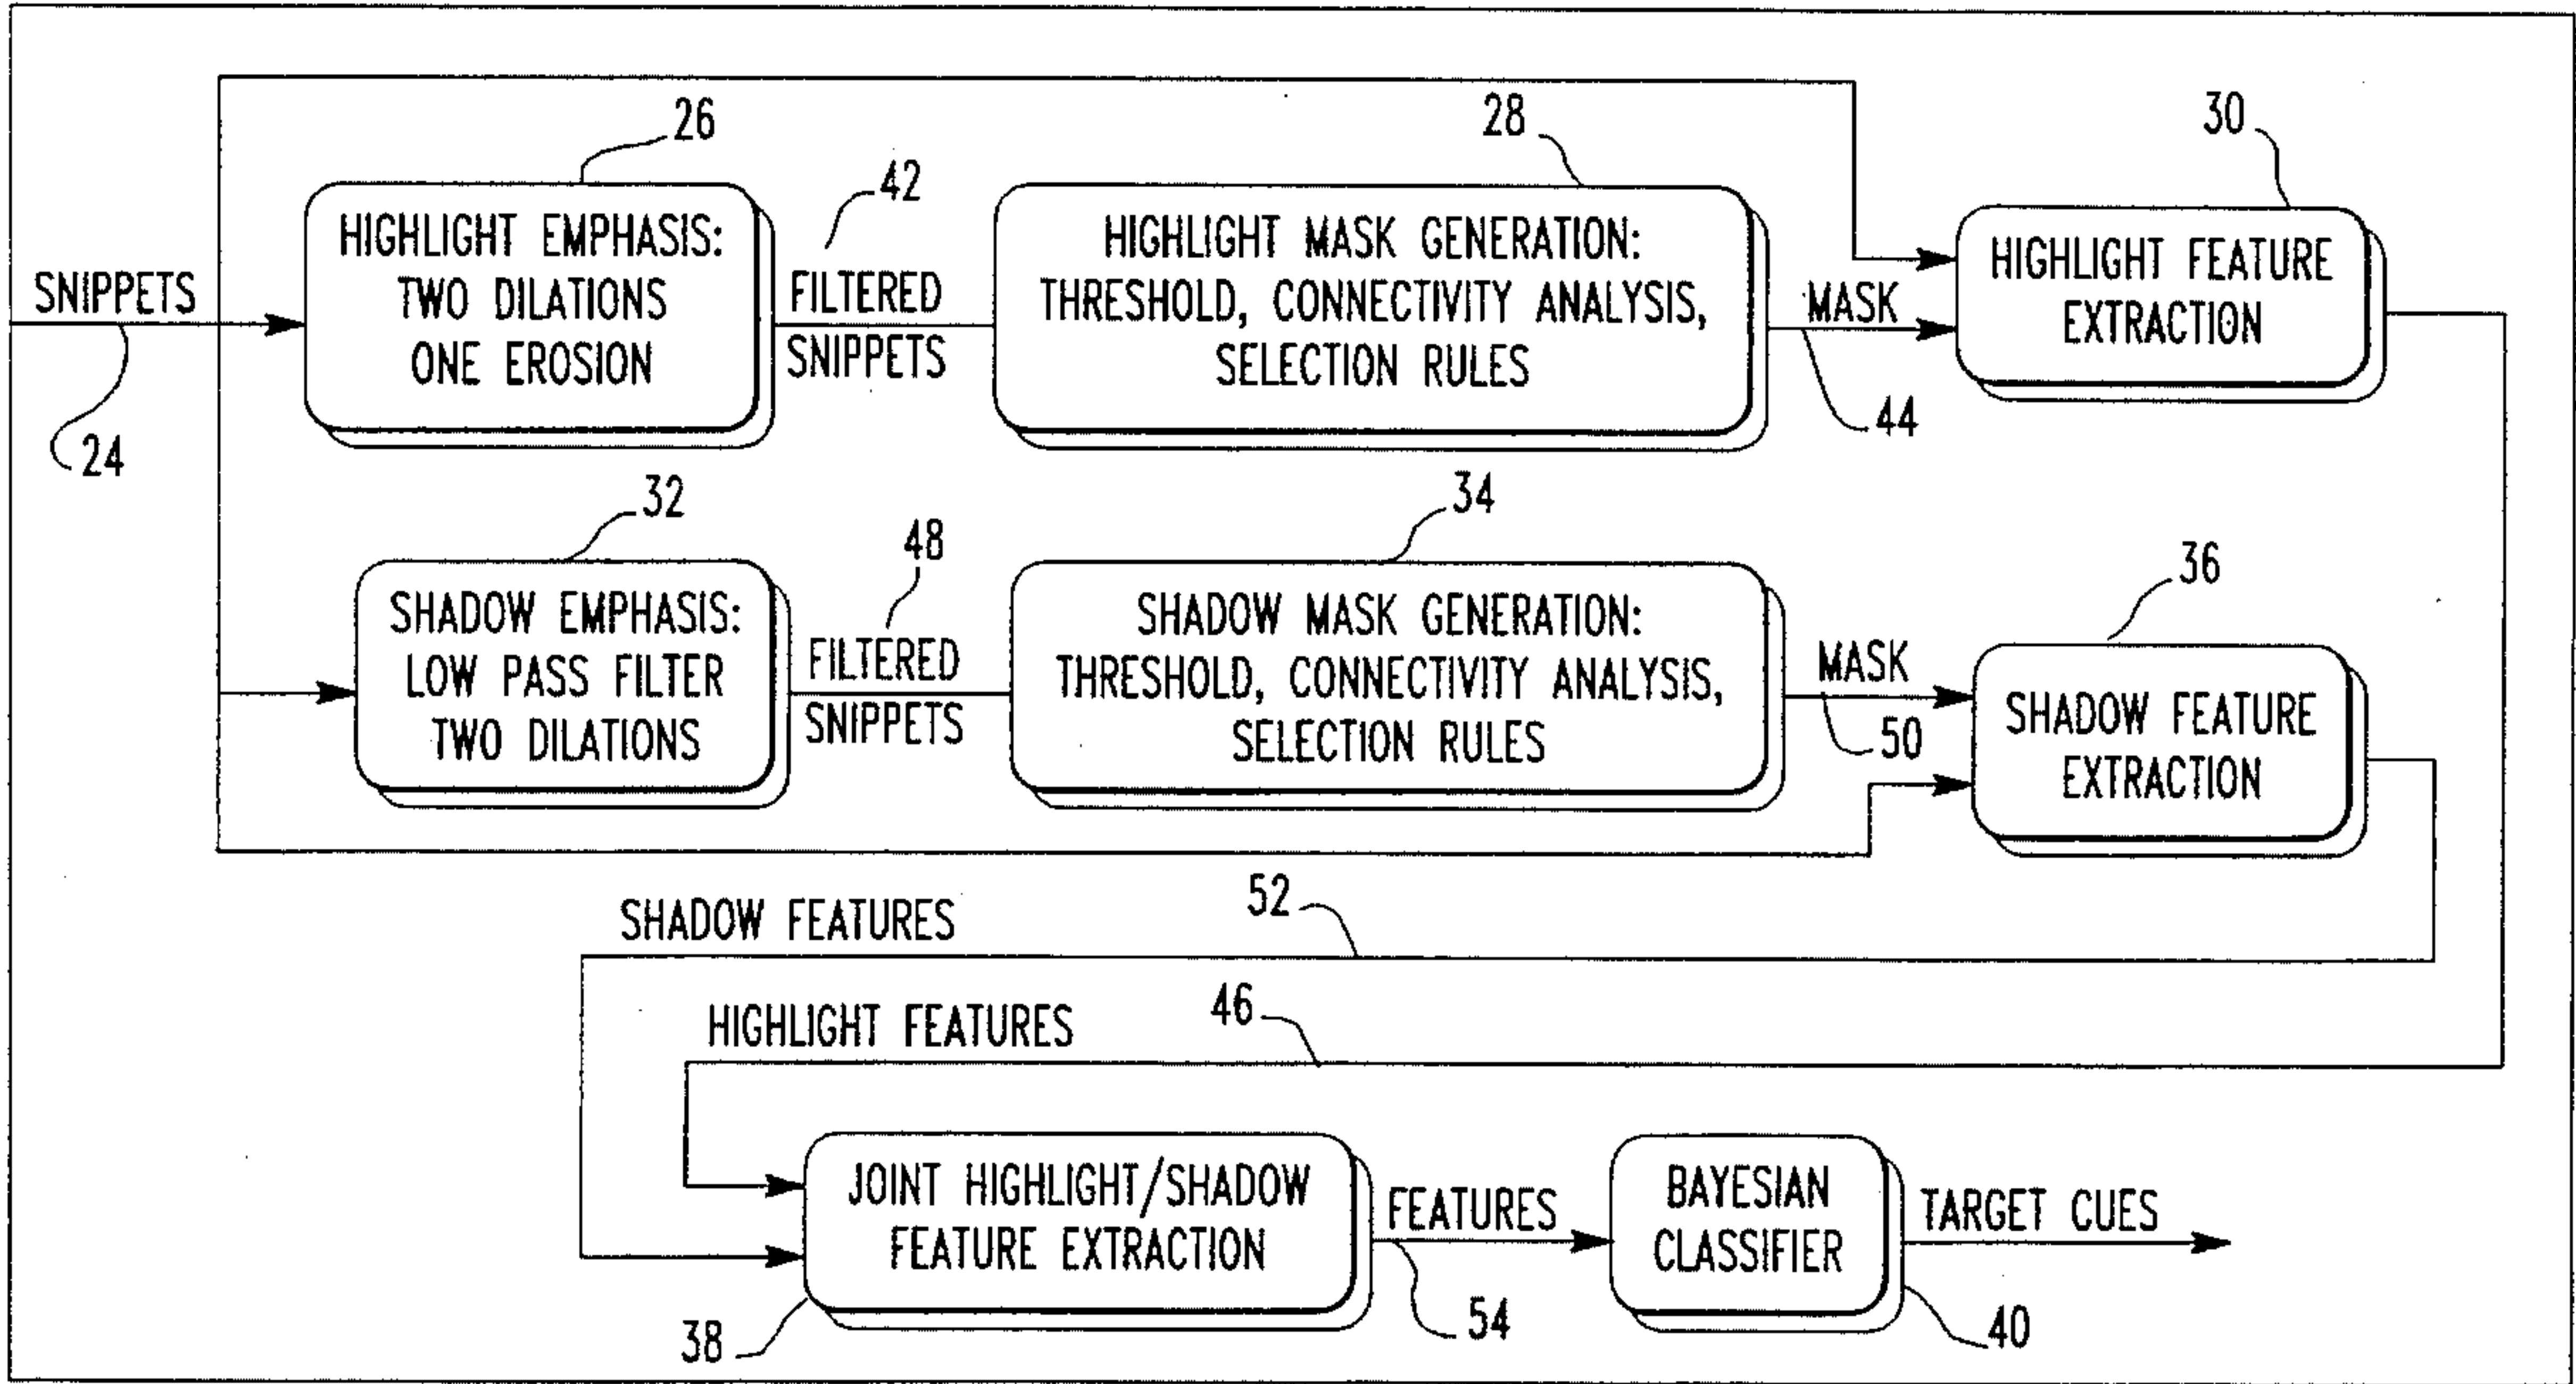 26
28
30
42
HIGHLIGHT EMPHASIS:
TWO DILATIONS
ONE EROSION
HIGHLIGHT MASK GENERATION:
THRESHOLD, CONNECTIVITY ANALYSIS,
SELECTION RULES
HIGHLIGHT FEATURE
EXTRACTION
SNIPPETS
FILTERED
SNIPPETS
MASK
24
44
32
34
48
36
SHADOW EMPHASIS:
LOW PASS FILTER
TWO DILATIONS
FILTERED
SNIPPETS
SHADOW MASK GENERATION:
THRESHOLD, CONNECTIVITY ANALYSIS,
SELECTION RULES
MASK
50
SHADOW FEATURE
EXTRACTION
SHADOW FEATURES
52
HIGHLIGHT FEATURES
46
JOINT HIGHLIGHT/SHADOW
FEATURE EXTRACTION
FEATURES
BAYESIAN
CLASSIFIER
TARGET CUES
38
54
40